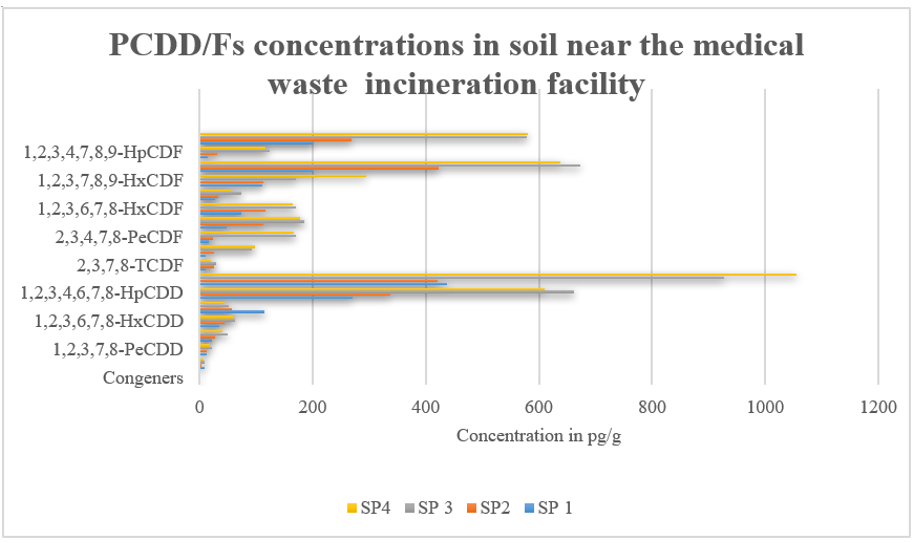 PCDD/Fs concentrations in soil near the medical
waste incineration facility
1,2,3,4,7,8,9-HpCDF
1,2,3,7,8,9-HxCDF
1,2,3,6,7,8-HxCDF
2,3,4,7,8-PeCDF
2,3,7,8-TCDF
1,2,3,4,6,7,8-HpCDD
1,2,3,6,7,8-HxCDD
1,2,3,7,8-PeCDD
Congeners
0 200 400 600 800 1000 1200
Concentration in pg/g
SP4 SP 3 SP2 SP 1